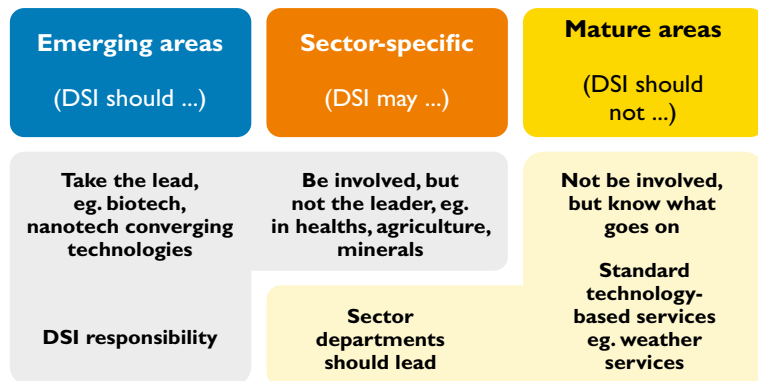 Emerging areas
(DSI should ...)
Sector-specific
(DSI may ...)
Mature areas
(DSI should
not ...)
Take the lead,
eg. biotech,
nanotech converging
technologies
Be involved, but
not the leader, eg.
in healths, agriculture,
minerals
Not be involved,
but know what
goes on
DSI responsibility
Sector
departments
should lead
Standard
technology-
based services
eg. weather
services